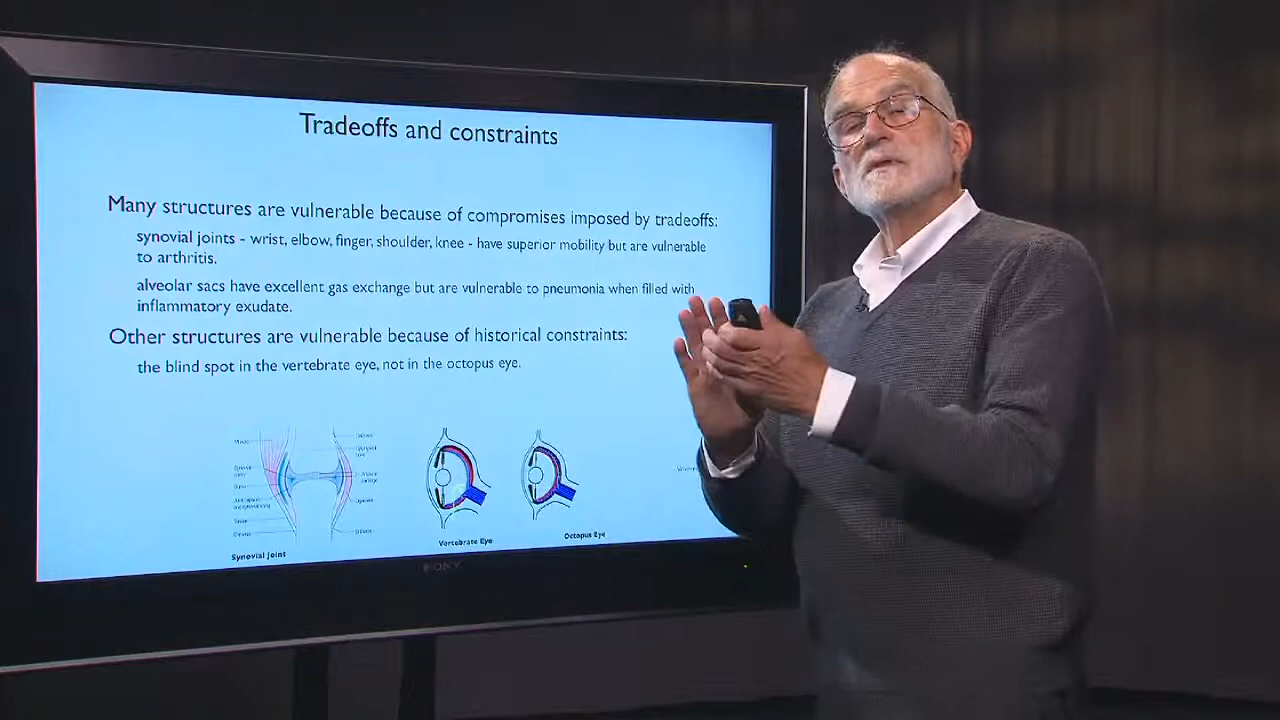 Tradeoffs and constraints
Many structures are vulnerable because of compromises imposed by tradeoffs:
synovial joints - wrist, elbow, finger, shoulder, knee - have superior mobility but are vulnerable
to arthritis.
alveolar sacs have excellent gas exchange but are vulnerable to pneumonia when filled with
inflammatory exudate.
Other structures are vulnerable because of historical constraints:
the blind spot in the vertebrate eye, not in the octopus eye.
Synovial Joint
Vertebrate Eye
Octopus Eye
SONY